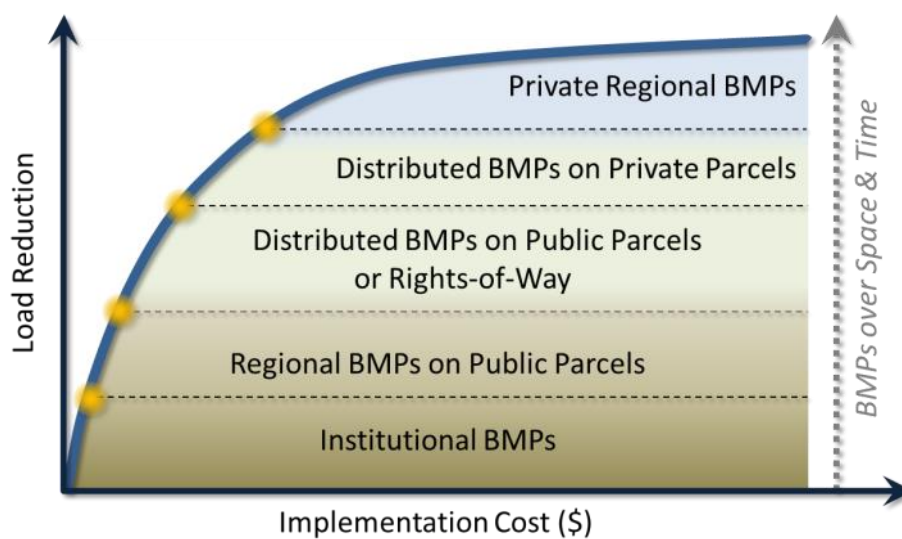 Private Regional BMPs
Distributed BMPs on Private Parcels
Distributed BMPs on Public Parcels
or Rights-of-Way
Regional BMPs on Public Parcels
Institutional BMPs
Load Reduction
Implementation Cost ($)
BMPs over Space & Time